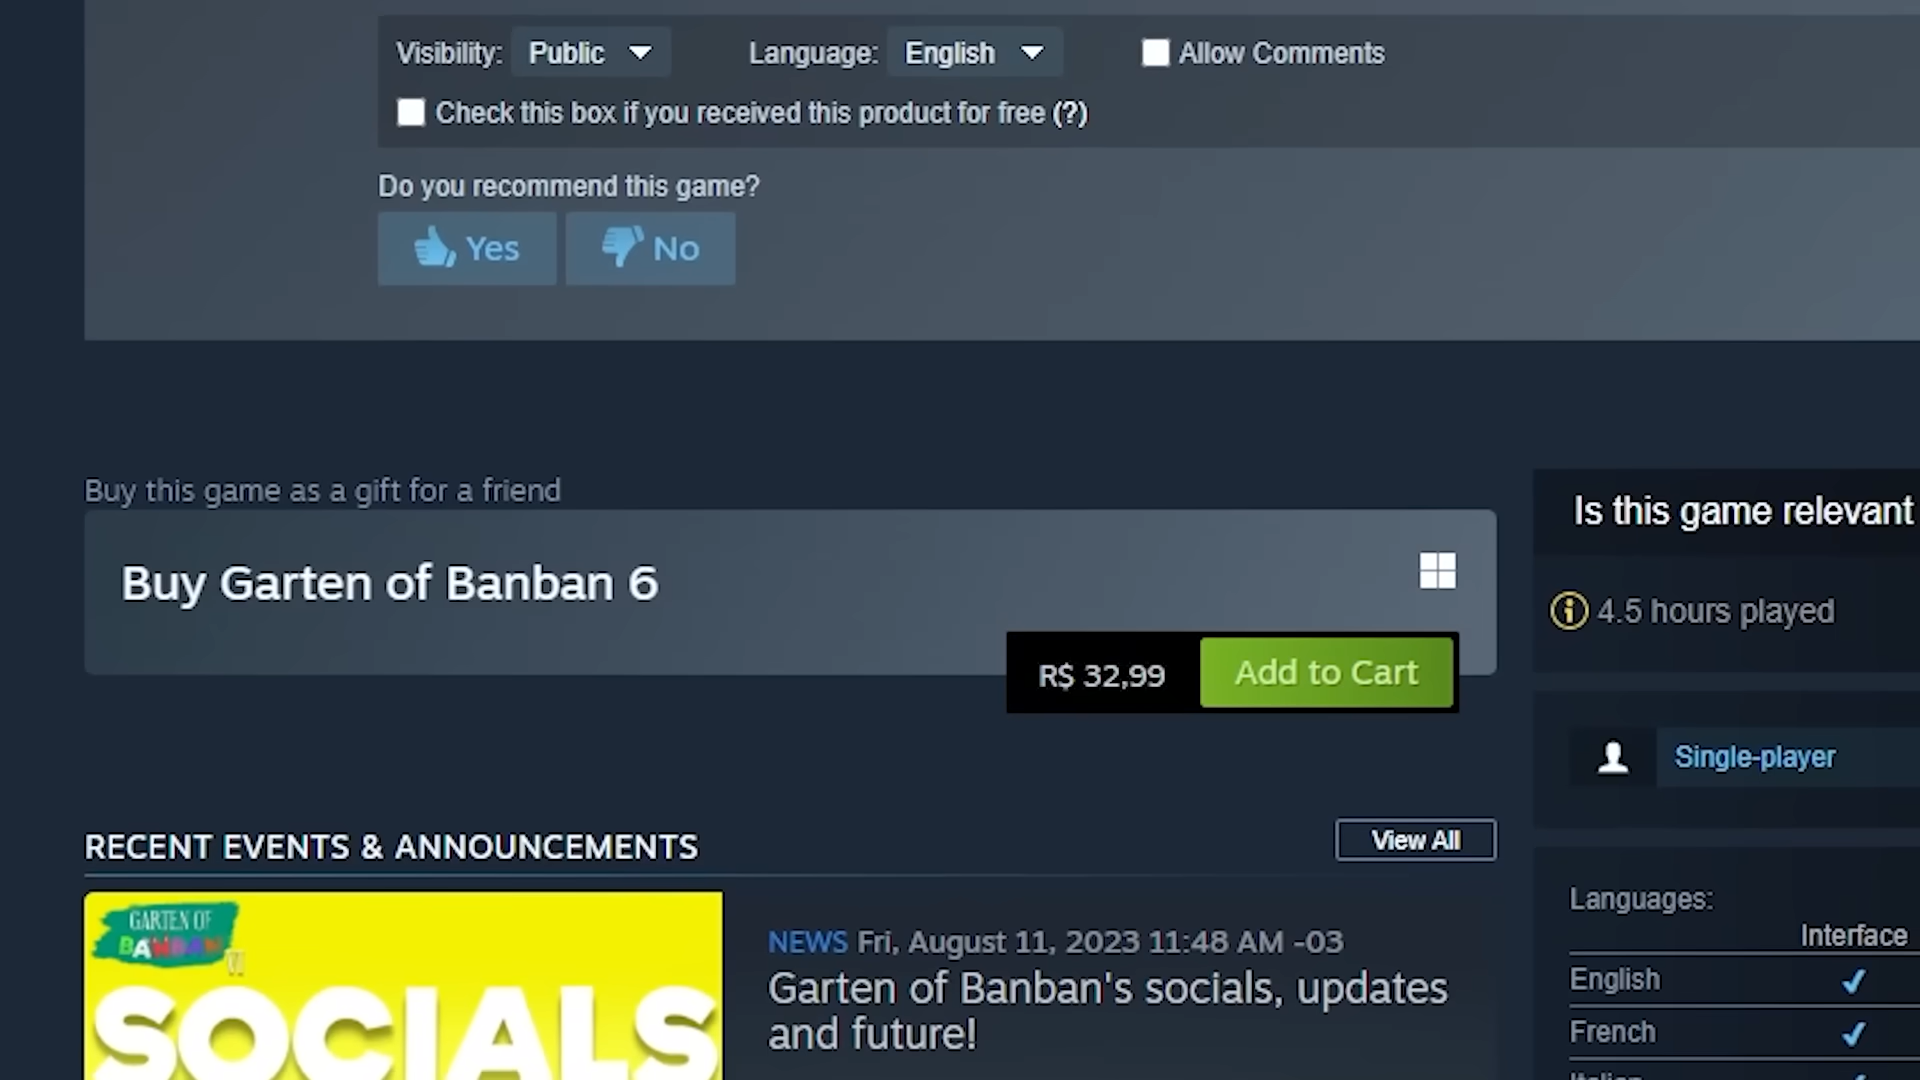 Visibility: Public Language: English Allow Comments
Check this box if you received this product for free (?)
Do you recommend this game?
Yes No
Buy this game as a gift for a friend
Buy Garten of Banban 6
R$ 32,99 Add to Cart
Is this game relevant
4.5 hours played
Single-player
RECENT EVENTS & ANNOUNCEMENTS View All
GARTEN OF
BANBAN
VI
SOCIALS
NEWS Fri, August 11, 2023 11:48 AM -03
Garten of Banban's socials, updates
and future!
Languages:
Interface
English
French